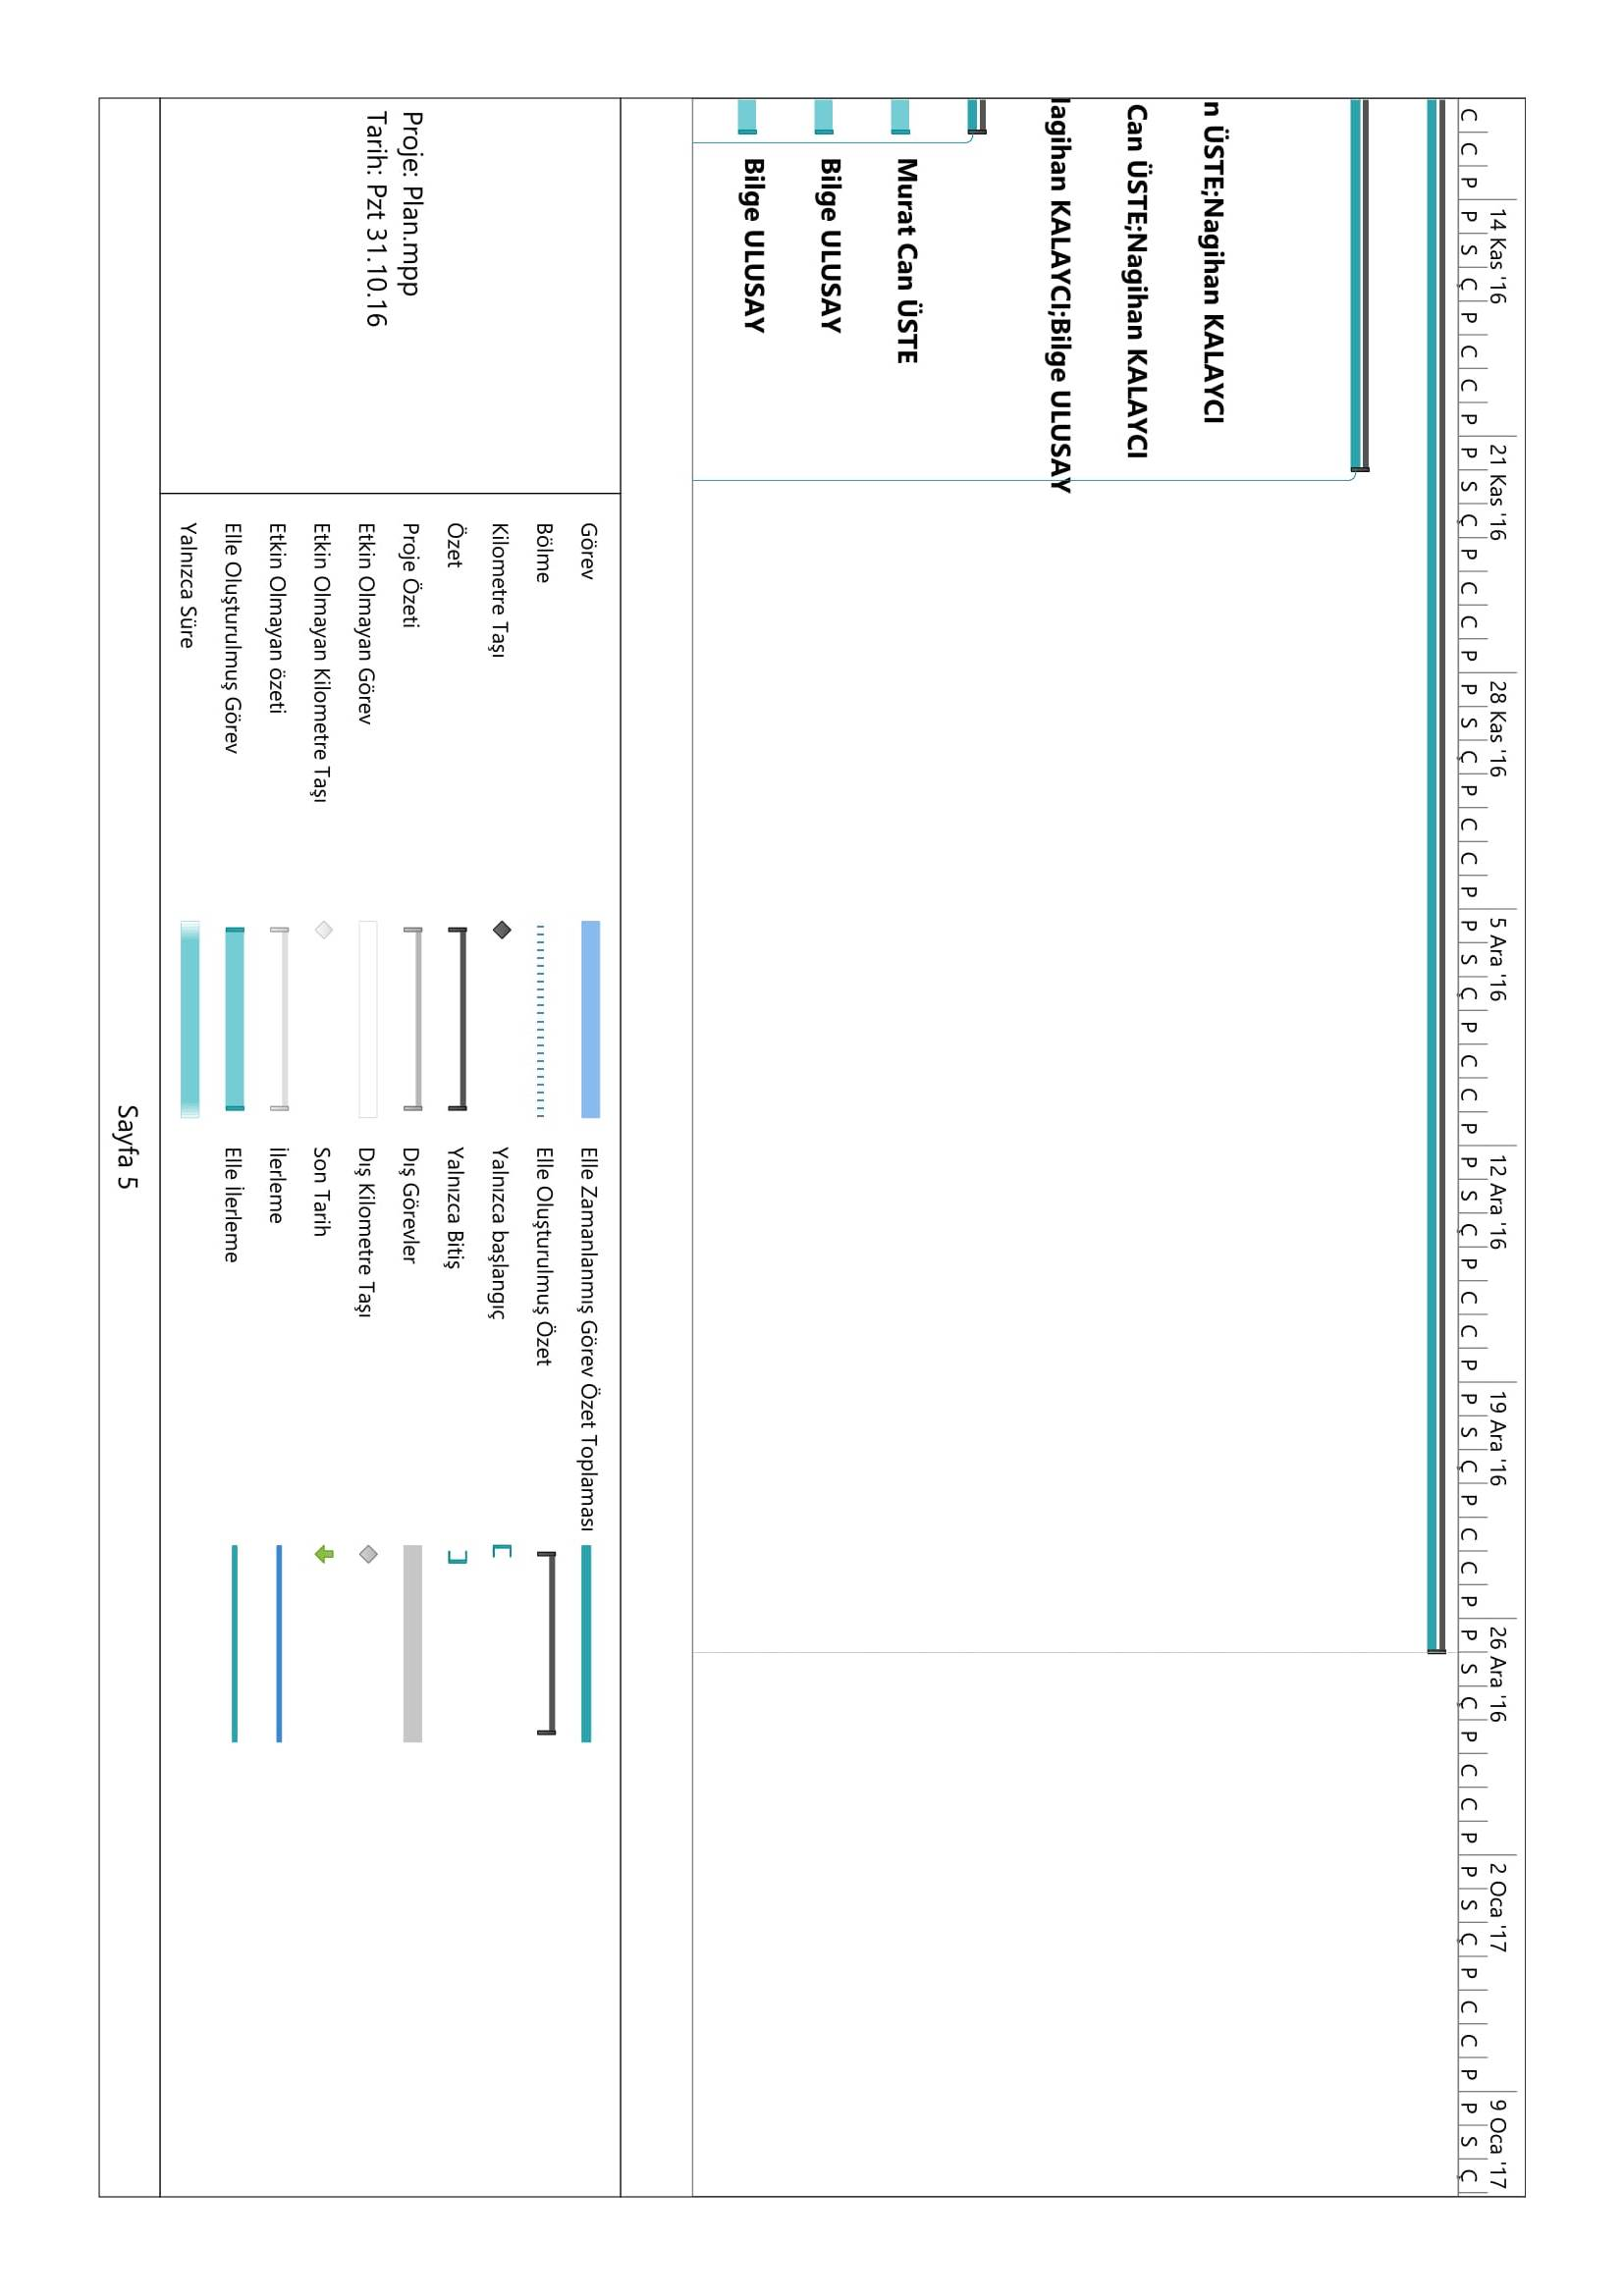 14 Kas '16 21 Kas '16 28 Kas '16 5 Ara '16 12 Ara '16 19 Ara '16 26 Ara '16 2 Oca '17 9 Oca '17
C C P P S Ç P C C P P S Ç P C C P P S Ç P C C P P S Ç P C C P P S Ç P C C P P S Ç P C C P P S Ç P C C P P S Ç P C C P P S Ç
n ÜSTE;Nagihan KALAYCI
Can ÜSTE;Nagihan KALAYCI
lagihan KALAYCI;Bilge ULUSAY
Murat Can ÜSTE
Bilge ULUSAY
Bilge ULUSAY
Proje: Plan.mpp
Tarih: Pzt 31.10.16
Görev
Bölme
Kilometre Taşı
Özet
Proje Özeti
Etkin Olmayan Görev
Etkin Olmayan Kilometre Taşı
Etkin Olmayan özeti
Elle Oluşturulmuş Görev
Yalnızca Süre
Elle Zamanlanmış Görev Özet Toplaması
Elle Oluşturulmuş Özet
Yalnızca başlangıç
Yalnızca Bitiş
Dış Görevler
Dış Kilometre Taşı
Son Tarih
İlerleme
Elle İlerleme
Sayfa 5